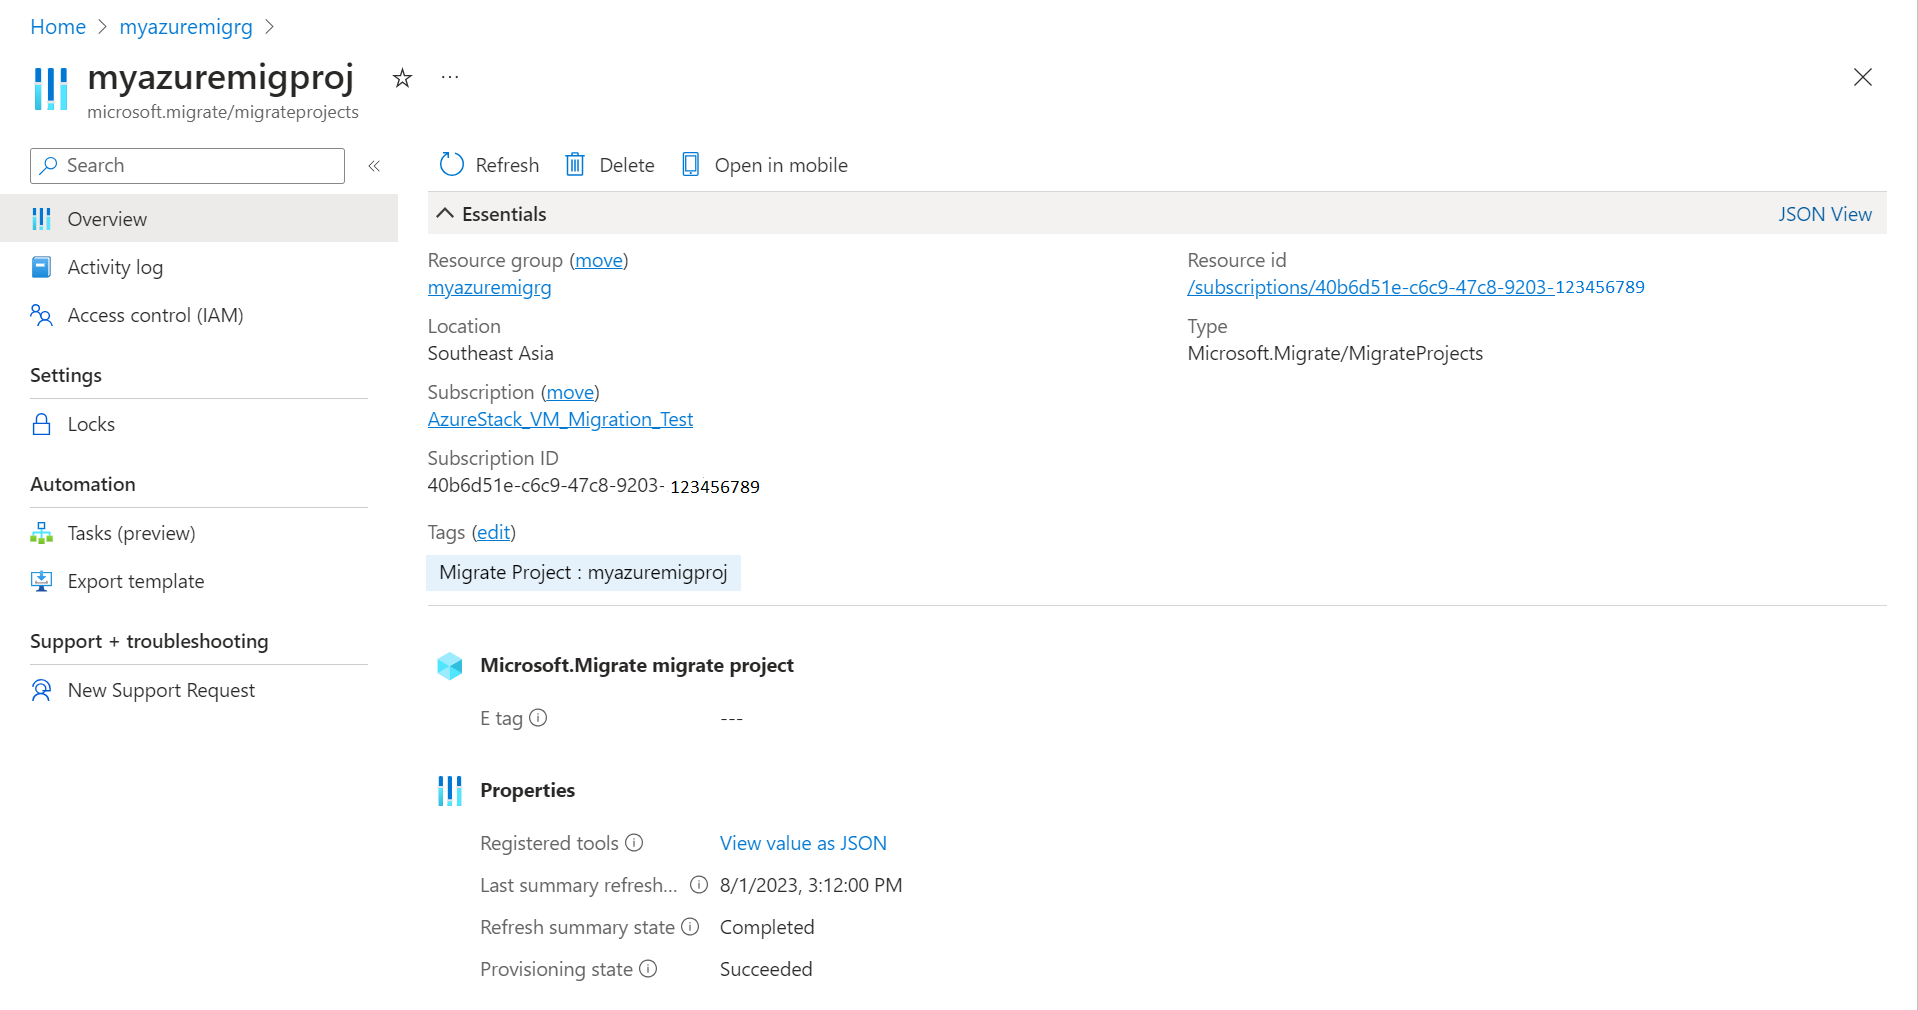 Home > myazuremigrg >
myazuremigproj ...
microsoft.migrate/migrateprojects
Search «
Overview
Activity log
Access control (IAM)
Settings
Locks
Automation
Tasks (preview)
Export template
Support + troubleshooting
New Support Request
Refresh Delete Open in mobile
Essentials JSON View
Resource group (move)
myazuremigrg
Location
Southeast Asia
Subscription (move)
AzureStack_VM_Migration_Test
Subscription ID
40b6d51e-c6c9-47c8-9203- 123456789
Resource id
/subscriptions/40b6d51e-c6c9-47c8-9203-123456789
Type
Microsoft.Migrate/MigrateProjects
Tags (edit)
Migrate Project : myazuremigproj
Microsoft.Migrate migrate project
E tag ---
Properties
Registered tools View value as JSON
Last summary refresh... 8/1/2023, 3:12:00 PM
Refresh summary state Completed
Provisioning state Succeeded